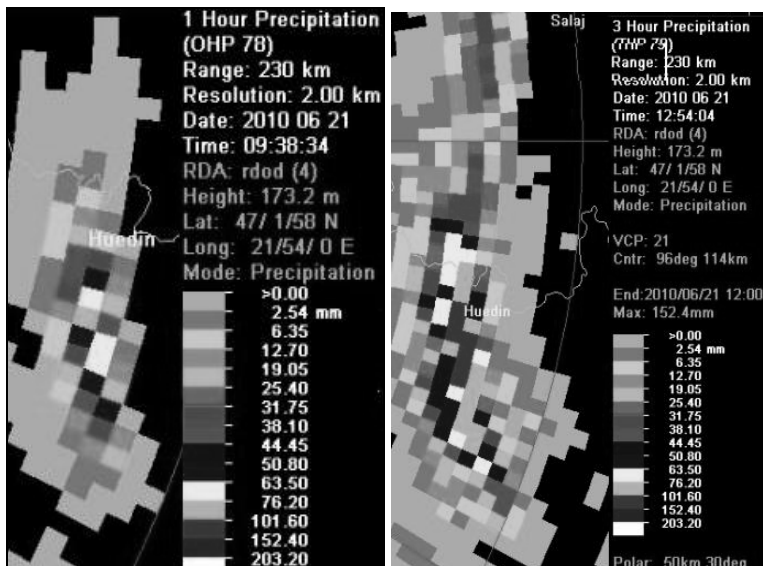 1 Hour Precipitation
(OHP 78)
Range: 230 km
Resolution: 2.00 km
Date: 2010 06 21
Time: 09:38:34
RDA: rdod (4)
Height: 173.2 m
Lat: 47/ 1/58 N
Long: 21/54/ 0 E
Mode: Precipitation
Huedin
>0.00
2.54 mm
6.35
12.70
19.05
25.40
31.75
38.10
44.45
50.80
63.50
76.20
101.60
152.40
203.20
Salaj
3 Hour Precipitation
(THP 79)
Range: 230 km
Resolution: 2.00 km
Date: 2010 06 21
Time: 12:54:04
RDA: rdod (4)
Height: 173.2 m
Lat: 47/ 1/58 N
Long: 21/54/ 0 E
Mode: Precipitation
VCP: 21
Cntr: 96deg 114km
End:2010/06/21 12:00
Max: 152.4mm
Huedin
>0.00
2.54 mm
6.35
12.70
19.05
25.40
31.75
38.10
44.45
50.80
63.50
76.20
101.60
152.40
203.20
Polar: 50km 30deg